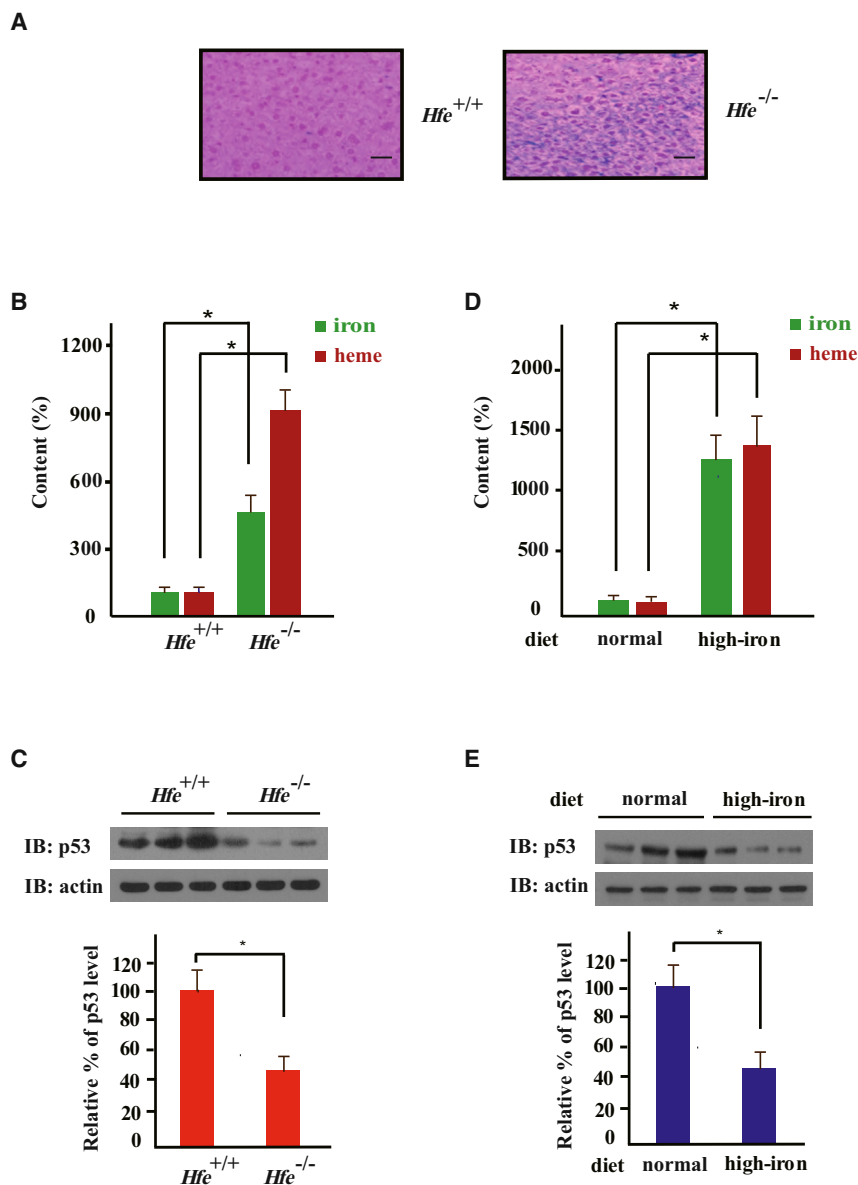 A
Hfe+/+
Hfe-/-
B
Content (%)
1200
900
600
300
0
iron
heme
*
*
Hfe+/+ Hfe-/-
D
Content (%)
2000
1500
1000
500
0
iron
heme
*
*
diet normal high-iron
C
Hfe+/+ Hfe-/-
IB: p53
IB: actin
Relative % of p53 level
120
100
80
60
40
20
0
*
Hfe+/+ Hfe-/-
E
diet normal high-iron
IB: p53
IB: actin
Relative % of p53 level
120
100
80
60
40
20
0
*
diet normal high-iron